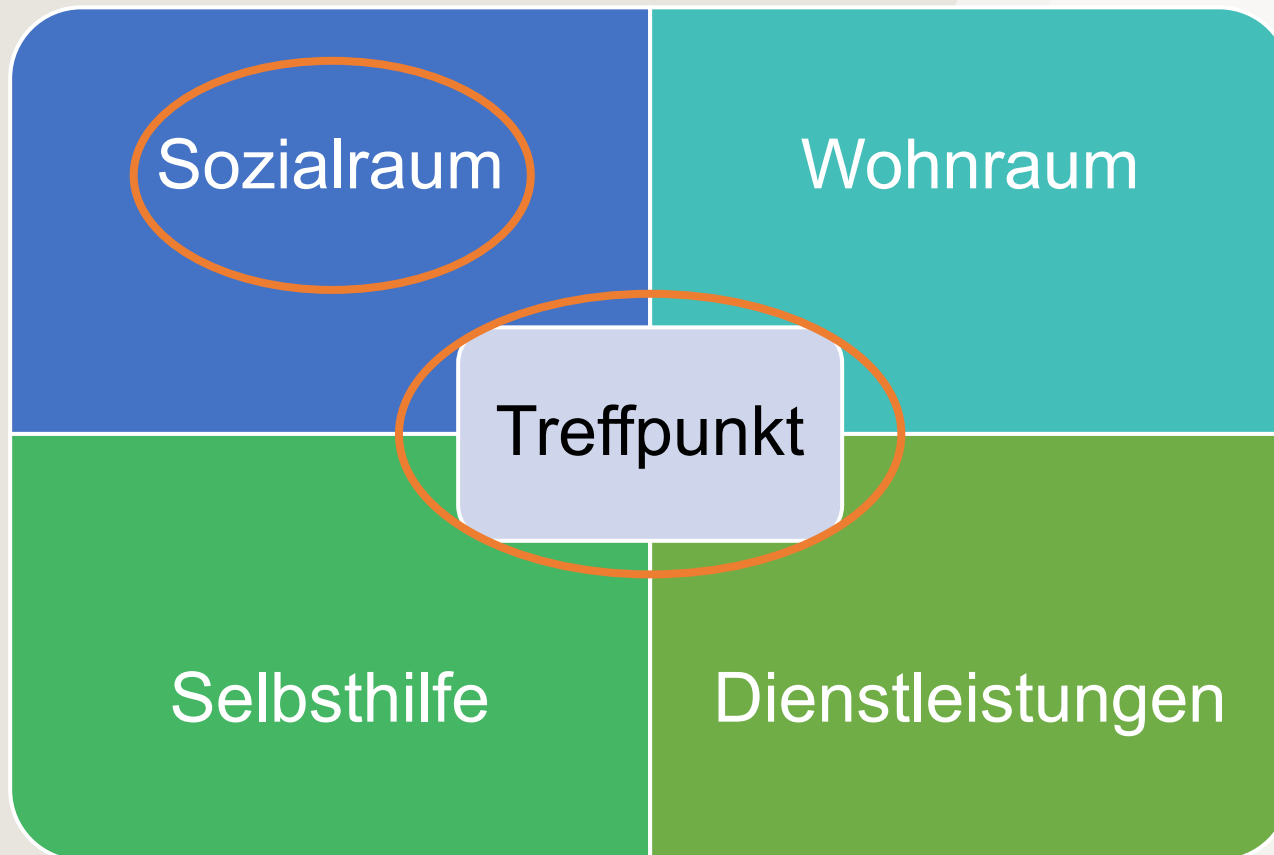 Sozialraum
Wohnraum
Treffpunkt
Selbsthilfe
Dienstleistungen